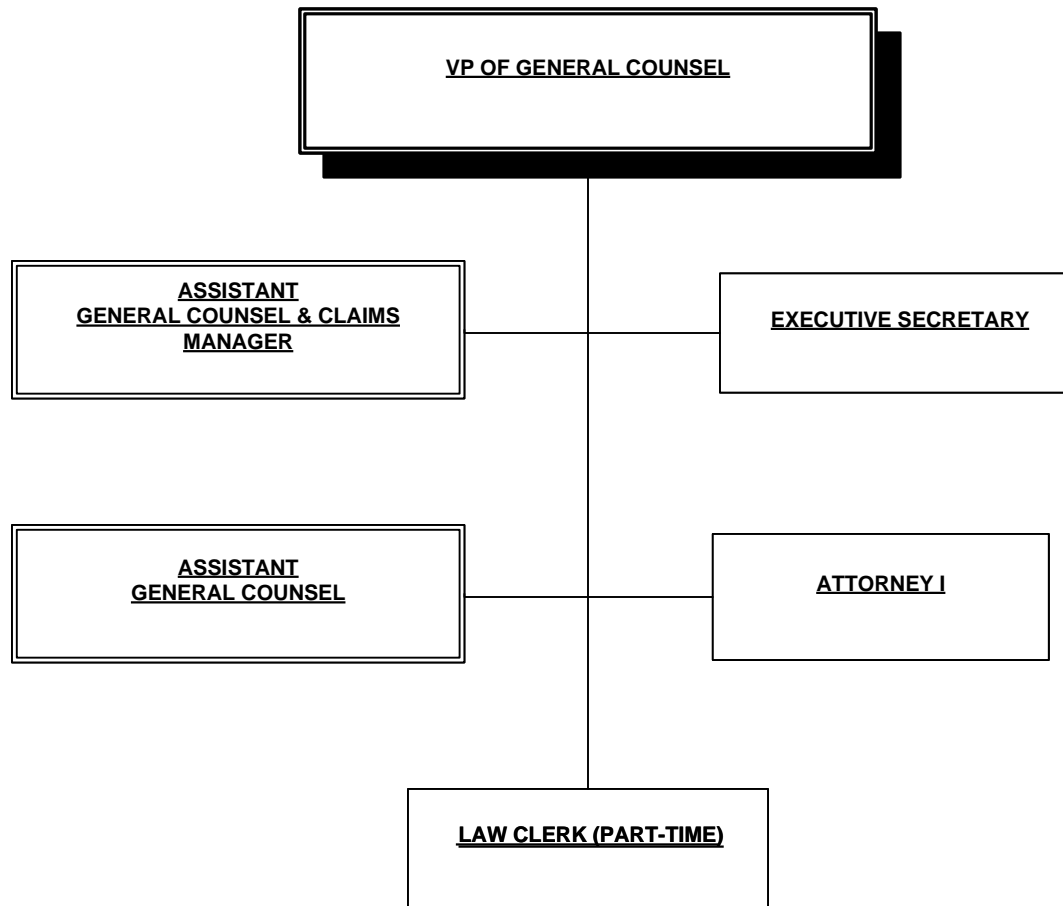 VP OF GENERAL COUNSEL
ASSISTANT
GENERAL COUNSEL & CLAIMS
MANAGER
EXECUTIVE SECRETARY
ASSISTANT
GENERAL COUNSEL
ATTORNEY I
LAW CLERK (PART-TIME)